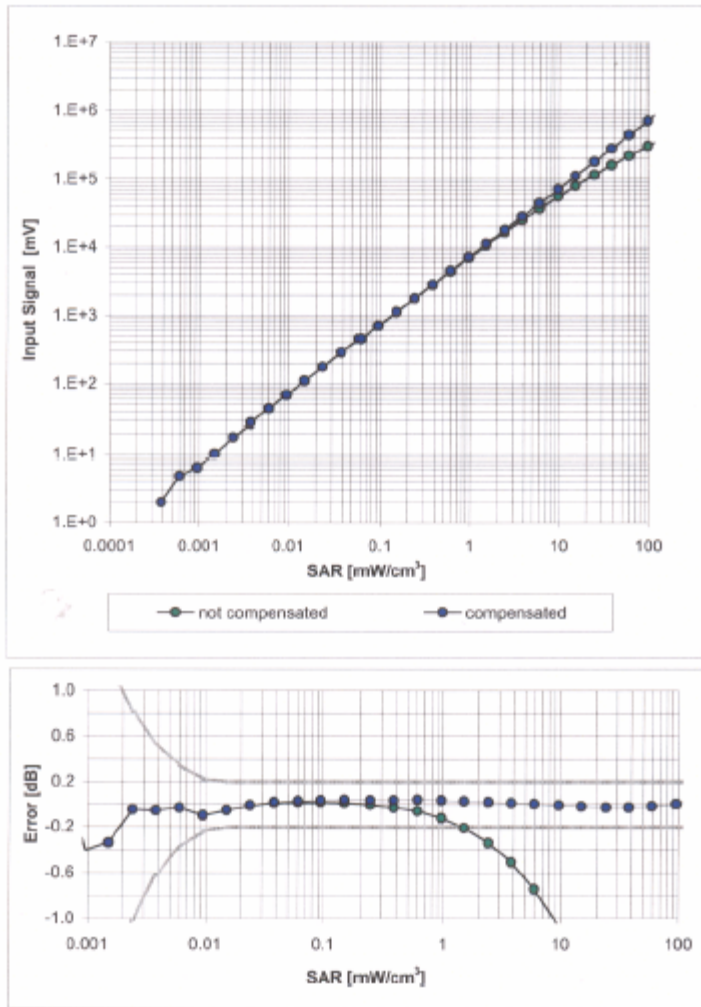 1.E+7
1.E+6
1.E+5
1.E+4
1.E+3
1.E+2
1.E+1
1.E+0
Input Signal [mV]
0.0001 0.001 0.01 0.1 1 10 100
SAR [mW/cm³]
not compensated compensated
1.0
0.6
0.2
-0.2
-0.6
-1.0
Error [dB]
0.001 0.01 0.1 1 10 100
SAR [mW/cm³]